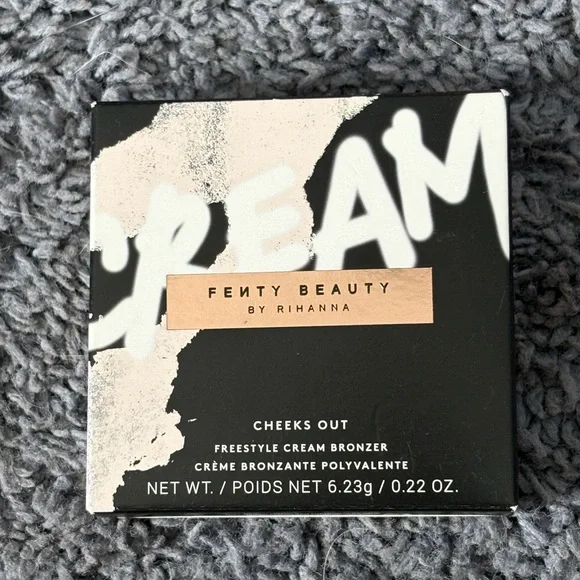 CREAM
FENTY BEAUTY
BY RIHANNA
CHEEKS OUT
FREESTYLE CREAM BRONZER
CRÈME BRONZANTE POLYVALENTE
NET WT. / POIDS NET 6.23g / 0.22 OZ.